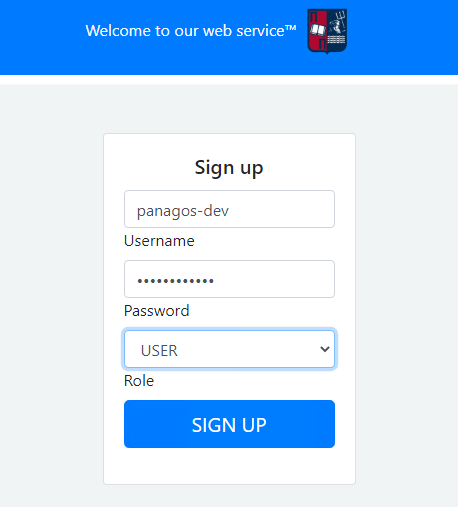 Welcome to our web service™
Sign up
panagos-dev
Username
••••••••••••
Password
USER
Role
SIGN UP